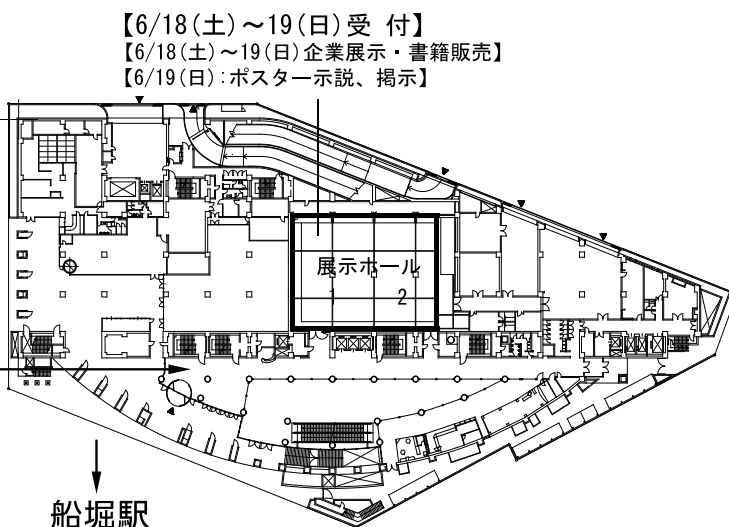 【6/18(土)～19(日)受 付】
【6/18(土)～19(日)企業展示・書籍販売】
【6/19(日):ポスター示説、掲示】
展示ホール
1 2
船堀駅